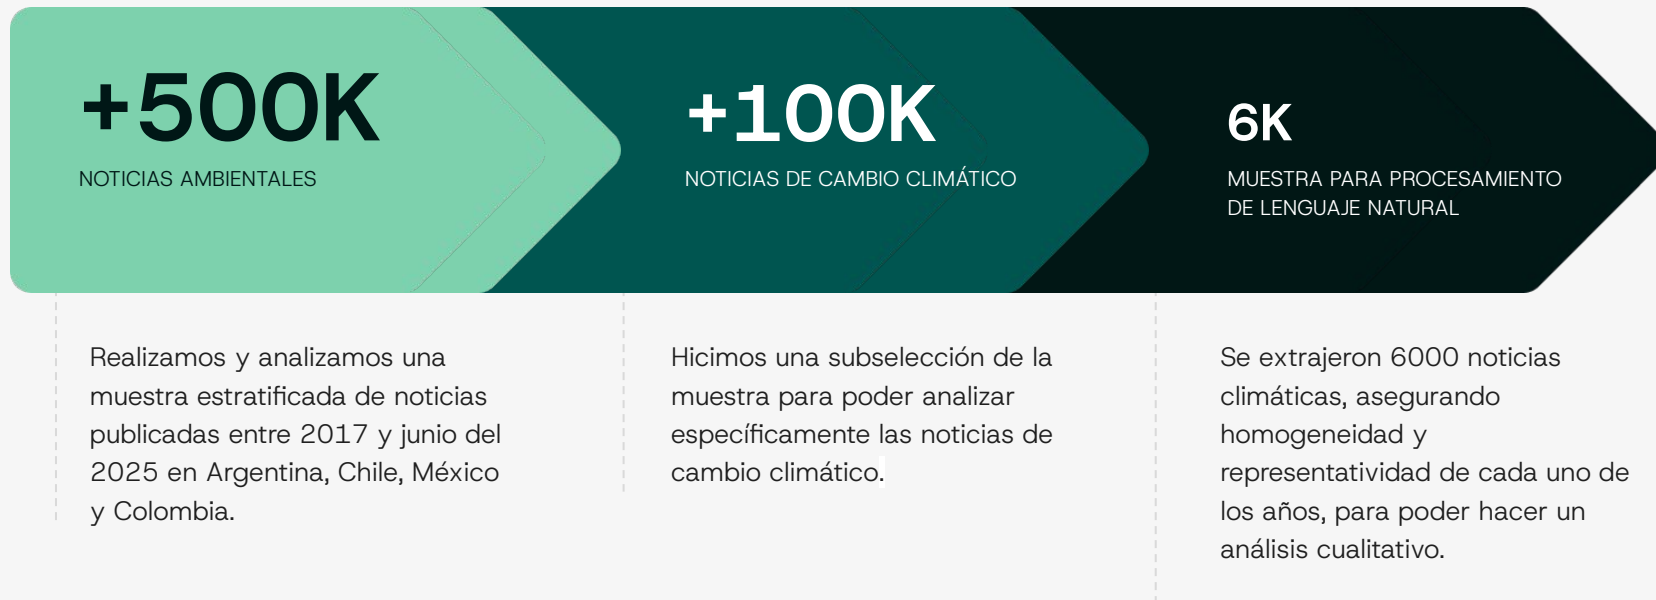 +500K
NOTICIAS AMBIENTALES
Realizamos y analizamos una
muestra estratificada de noticias
publicadas entre 2017 y junio del
2025 en Argentina, Chile, México
y Colombia.
+100K
NOTICIAS DE CAMBIO CLIMÁTICO
Hicimos una subselección de la
muestra para poder analizar
específicamente las noticias de
cambio climático.
6K
MUESTRA PARA PROCESAMIENTO
DE LENGUAJE NATURAL
Se extrajeron 6000 noticias
climáticas, asegurando
homogeneidad y
representatividad de cada uno de
los años, para poder hacer un
análisis cualitativo.